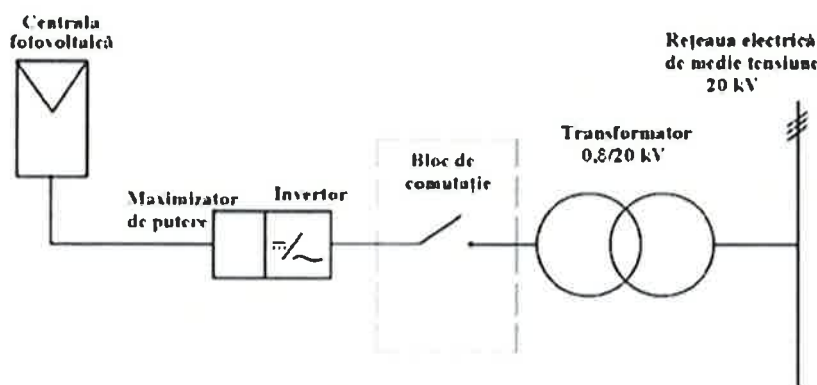 Centrala
fotovoltaică
Rețeaua electrică
de medie tensiune
20 kV
Transformator
0,8/20 kV
Bloc de
comutație
Maximizator
de putere
Invertor